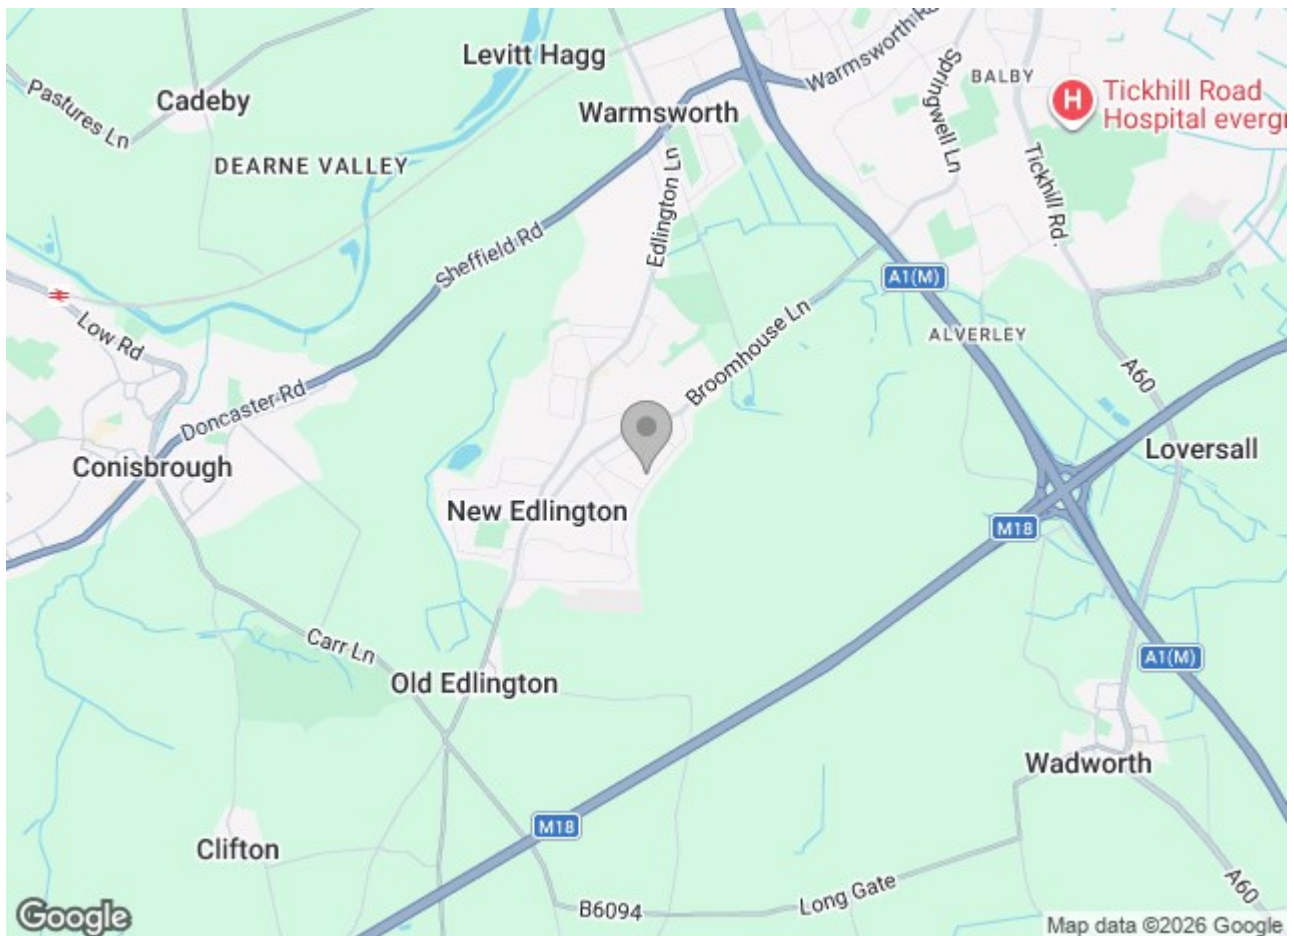 Levitt Hagg
Warmsworth Rd
BALBY
Springwell Ln
Tickhill Road
Hospital evergr
Cadeby
Pastures Ln
Warmsworth
DEARNE VALLEY
Edlington Ln
Tickhill Rd.
Sheffield Rd
A1(M)
Low Rd
Broomhouse Ln
ALVERLEY
A60
Doncaster Rd
Conisbrough
Loversall
New Edlington
M18
Carr Ln
Old Edlington
A1(M)
Wadworth
M18
Clifton
Long Gate
A60
B6094
Google
Map data ©2026 Google